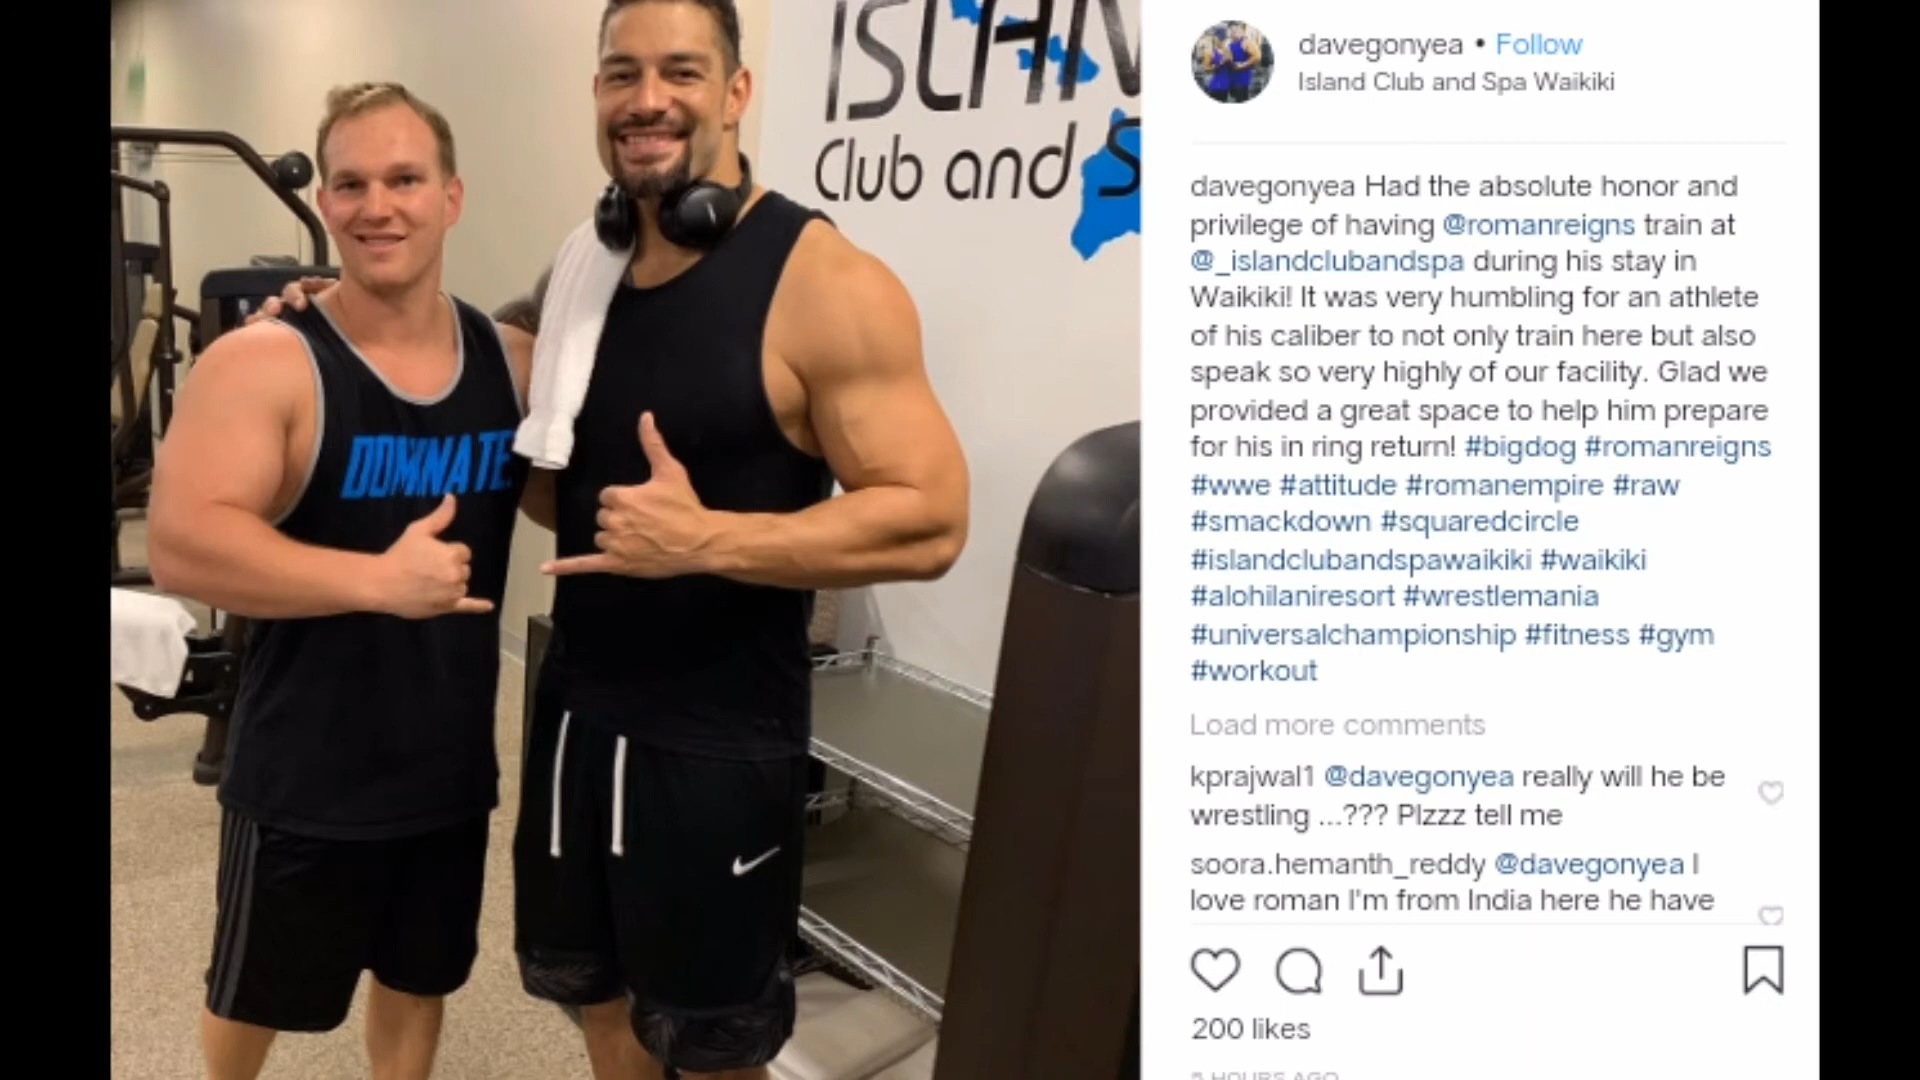 ISLAN
Club and S
DOMINATE.
davegonyea • Follow
Island Club and Spa Waikiki
davegonyea Had the absolute honor and
privilege of having @romanreigns train at
@_islandclubandspa during his stay in
Waikiki! It was very humbling for an athlete
of his caliber to not only train here but also
speak so very highly of our facility. Glad we
provided a great space to help him prepare
for his in ring return! #bigdog #romanreigns
#wwe #attitude #romanempire #raw
#smackdown #squaredcircle
#islandclubandspawaikiki #waikiki
#alohilaniresort #wrestlemania
#universalchampionship #fitness #gym
#workout
Load more comments
kprajwal1 @davegonyea really will he be
wrestling ...??? Plzzz tell me
soora.hemanth_reddy @davegonyea I
love roman I'm from India here he have
200 likes
5 HOURS AGO